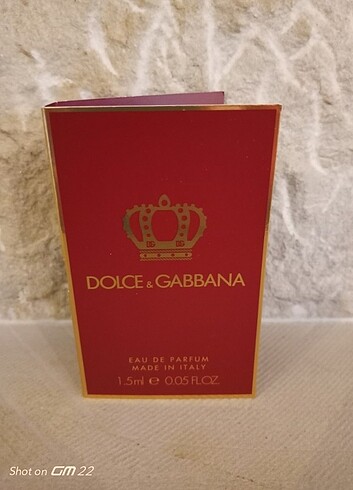 DOLCE & GABBANA
EAU DE PARFUM
MADE IN ITALY
1.5ml e 0.05 FL.OZ.
Shot on GM 22